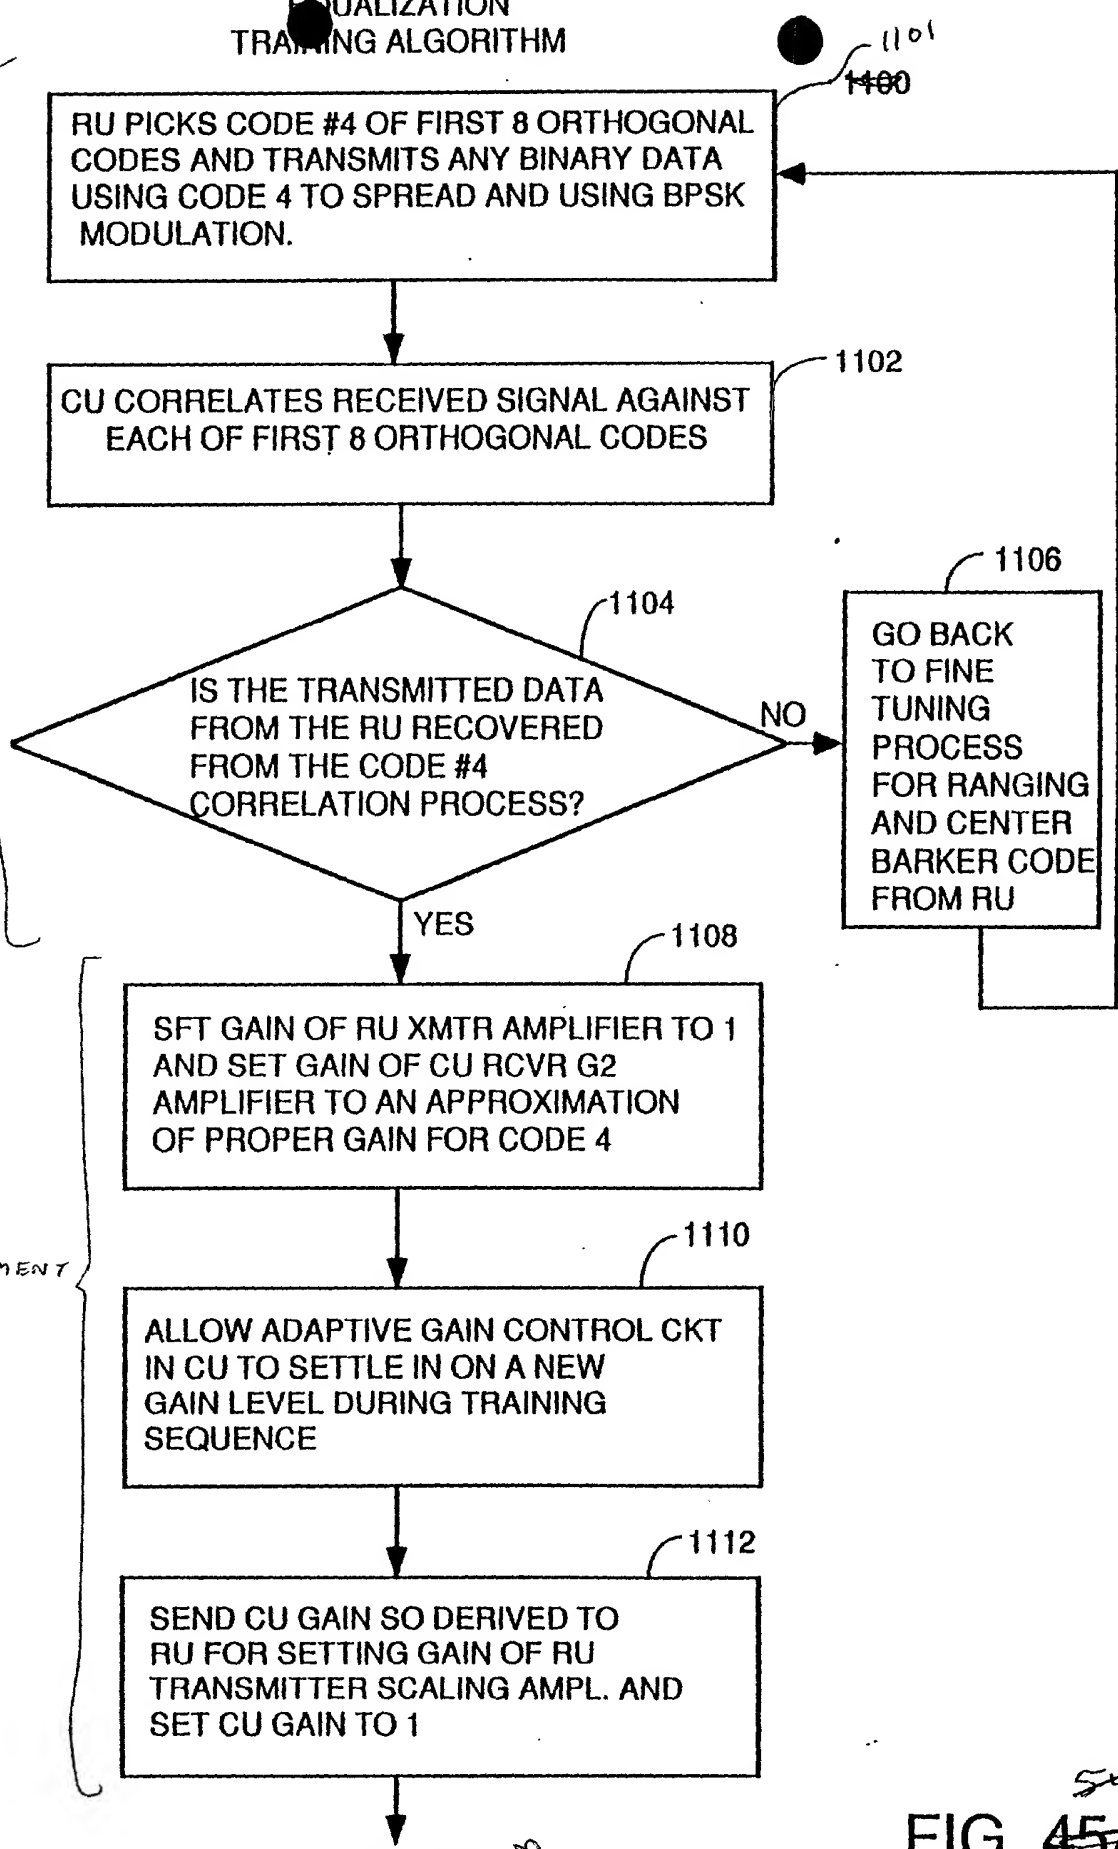 TRAINING ALGORITHM
1101
1100
RU PICKS CODE #4 OF FIRST 8 ORTHOGONAL
CODES AND TRANSMITS ANY BINARY DATA
USING CODE 4 TO SPREAD AND USING BPSK
MODULATION.
1102
CU CORRELATES RECEIVED SIGNAL AGAINST
EACH OF FIRST 8 ORTHOGONAL CODES
1104
IS THE TRANSMITTED DATA
FROM THE RU RECOVERED
FROM THE CODE #4
CORRELATION PROCESS?
NO
1106
GO BACK
TO FINE
TUNING
PROCESS
FOR RANGING
AND CENTER
BARKER CODE
FROM RU
YES
1108
SFT GAIN OF RU XMTR AMPLIFIER TO 1
AND SET GAIN OF CU RCVR G2
AMPLIFIER TO AN APPROXIMATION
OF PROPER GAIN FOR CODE 4
1110
MENT
ALLOW ADAPTIVE GAIN CONTROL CKT
IN CU TO SETTLE IN ON A NEW
GAIN LEVEL DURING TRAINING
SEQUENCE
1112
SEND CU GAIN SO DERIVED TO
RU FOR SETTING GAIN OF RU
TRANSMITTER SCALING AMPL. AND
SET CU GAIN TO 1
FIG. 45